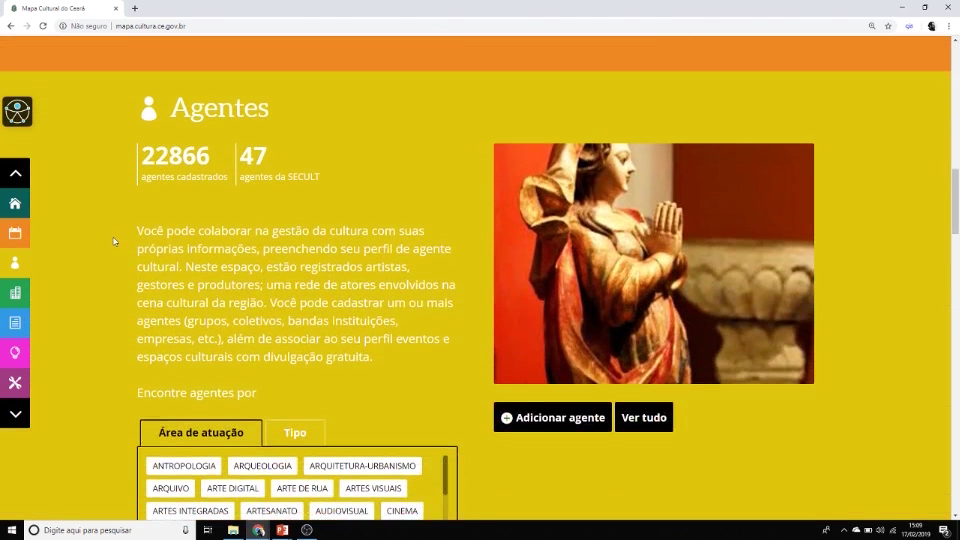 Mapa Cultural do Ceará
Não seguro | mapa.cultura.ce.gov.br
Agentes
22866
agentes cadastrados
47
agentes da SECULT
Você pode colaborar na gestão da cultura com suas
próprias informações, preenchendo seu perfil de agente
cultural. Neste espaço, estão registrados artistas,
gestores e produtores; uma rede de atores envolvidos na
cena cultural da região. Você pode cadastrar um ou mais
agentes (grupos, coletivos, bandas instituições,
empresas, etc.), além de associar ao seu perfil eventos e
espaços culturais com divulgação gratuita.
Encontre agentes por
Área de atuação
Tipo
ANTROPOLOGIA ARQUEOLOGIA ARQUITETURA-URBANISMO
ARQUIVO ARTE DIGITAL ARTE DE RUA ARTES VISUAIS
ARTES INTEGRADAS ARTESANATO AUDIOVISUAL CINEMA
Adicionar agente
Ver tudo
Digite aqui para pesquisar
15:09
17/02/2019